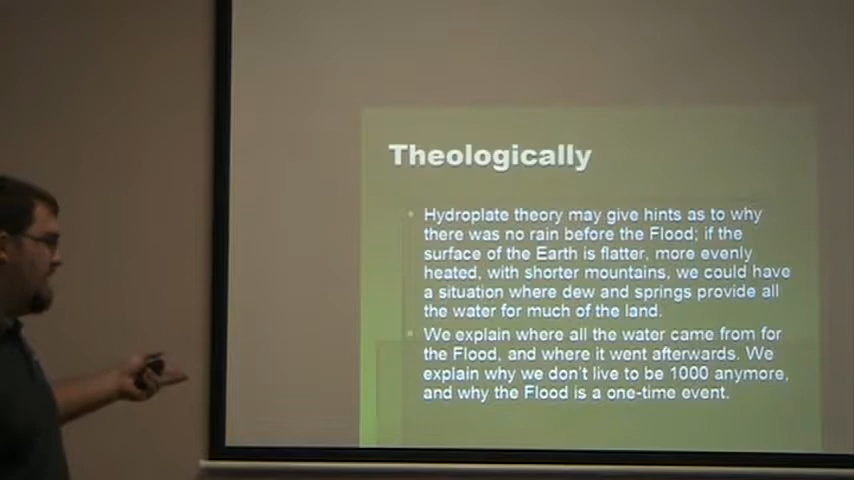 Theologically
• Hydroplate theory may give hints as to why
there was no rain before the Flood; if the
surface of the Earth is flatter, more evenly
heated, with shorter mountains, we could have
a situation where dew and springs provide all
the water for much of the land.
• We explain where all the water came from for
the Flood, and where it went afterwards. We
explain why we don't live to be 1000 anymore,
and why the Flood is a one-time event.